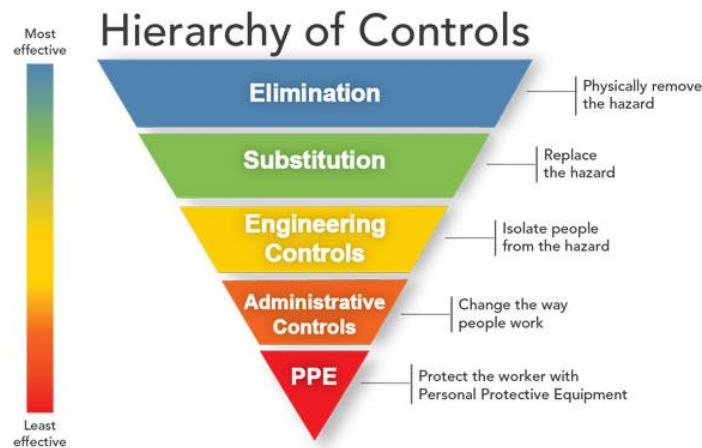 Hierarchy of Controls
Most
effective
Elimination
Physically remove
the hazard
Substitution
Replace
the hazard
Engineering
Controls
Isolate people
from the hazard
Administrative
Controls
Change the way
people work
PPE
Protect the worker with
Personal Protective Equipment
Least
effective